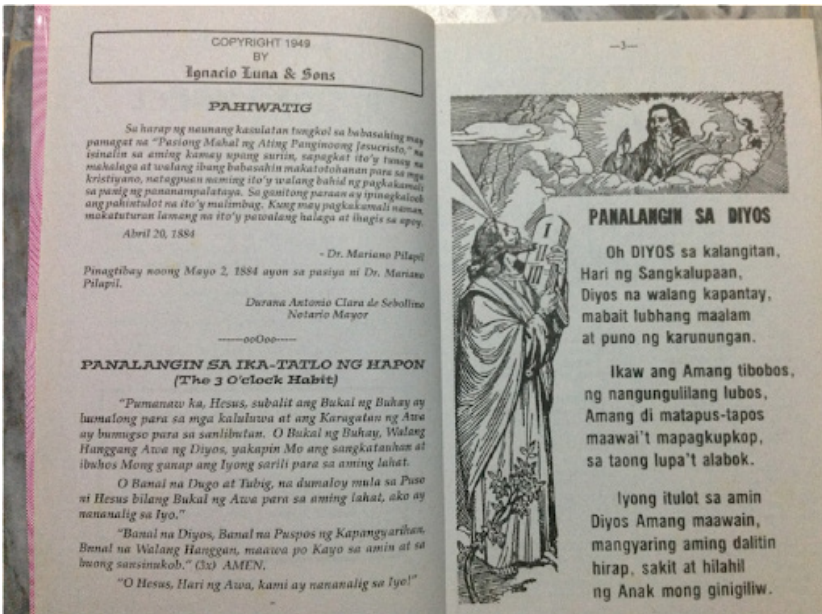 COPYRIGHT 1949
BY
Ignacio Luna & Sons
PAHIWATIG
Sa harap ng naunang kasulatan tungkol sa babasahing may
pamagat na "Pasiong Mahal ng Ating Panginoong Jesucristo," na
isinalin sa aming kamay upang suriin, sapagkat ito'y tunay na
mahalaga at walang ibang babasahin makatotohanan para sa mga
kristiyano, natagpuan naming ito'y walang bahid ng pagkakamali
sa panig ng pananampalataya. Sa ganitong paraan ay ipinagkaloob
ang pahintulot na ito'y malimbag. Kung may pagkakamali naman,
makatuturan lamang na ito'y pawalang halaga at ihagis sa apoy.
Abril 20, 1884
- Dr. Mariano Pilapil
Pinagtibay noong Mayo 2, 1884 ayon sa pasiya ni Dr. Mariano
Pilapil.
Durana Antonio Clara de Sebollino
Notario Mayor
------ooOoo-----
PANALANGIN SA IKA-TATLO NG HAPON
(The 3 O'clock Habit)
"Pumanaw ka, Hesus, subalit ang Bukal ng Buhay ay
bumalong para sa mga kaluluwa at ang Karagatan ng Awa
ay bumugso para sa sanlibutan. O Bukal ng Buhay, Walang
Hanggang Awa ng Diyos, yakapin Mo ang sangkatauhan at
ibuhos Mong ganap ang Iyong sarili para sa aming lahat.
O Banal na Dugo at Tubig, na dumaloy mula sa Puso
ni Hesus bilang Bukal ng Awa para sa aming lahat, ako ay
nananalig sa Iyo."
"Banal na Diyos, Banal na Puspos ng Kapangyarihan,
Banal na Walang Hanggan, maawa po Kayo sa amin at sa
buong sansinukob." (3x) AMEN.
"O Hesus, Hari ng Awa, kami ay nananalig sa Iyo!"
—3—
I
II
III
PANALANGIN SA DIYOS
Oh DIYOS sa kalangitan,
Hari ng Sangkalupaan,
Diyos na walang kapantay,
mabait lubhang maalam
at puno ng karunungan.
Ikaw ang Amang tibobos,
ng nangungulilang lubos,
Amang di matapus-tapos
maawai't mapagkupkop,
sa taong lupa't alabok.
Iyong itulot sa amin
Diyos Amang maawain,
mangyaring aming dalitin
hirap, sakit at hilahil
ng Anak mong ginigiliw.